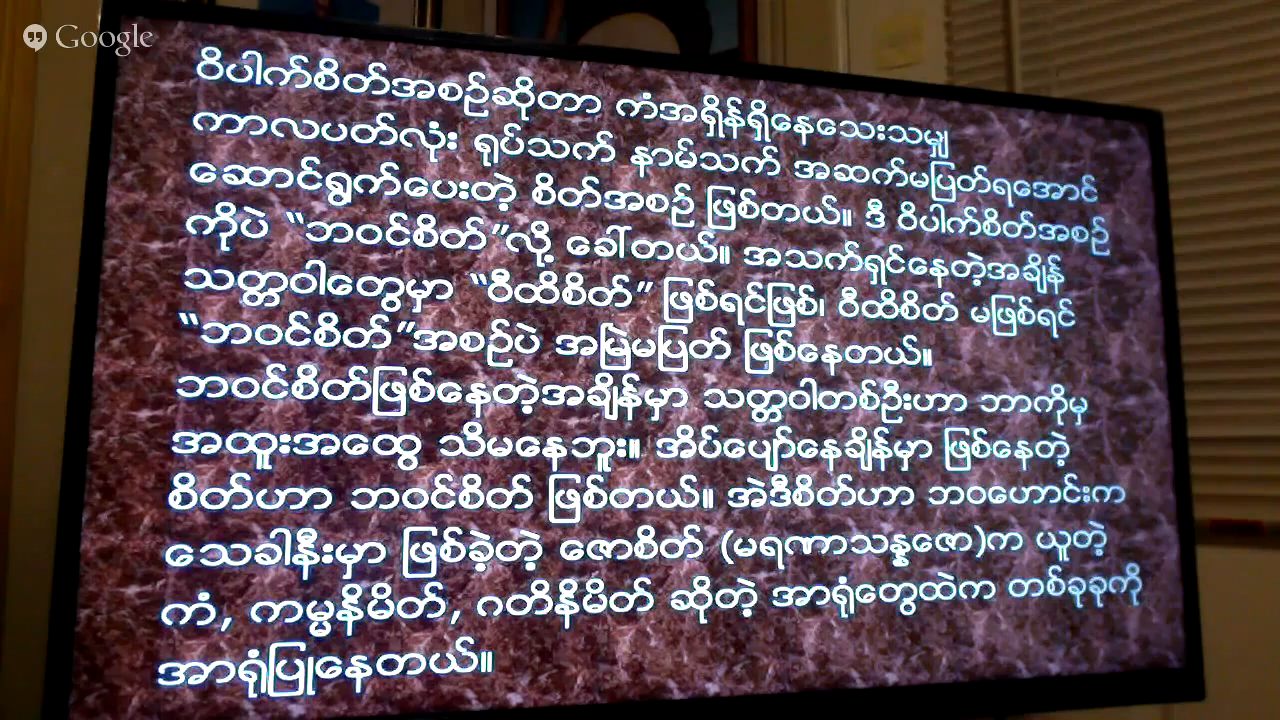 Google
ဝိပါက်စိတ်အစဉ်ဆိုတာ ကံအရှိန်ရှိနေသေးသမျှ
ကာလပတ်လုံး ရုပ်သက် နာမ်သက် အဆက်မပြတ်ရအောင်
ဆောင်ရွက်ပေးတဲ့ စိတ်အစဉ် ဖြစ်တယ်။ ဒီ ဝိပါက်စိတ်အစဉ်
ကိုပဲ “ဘဝင်စိတ်”လို့ ခေါ်တယ်။ အသက်ရှင်နေတဲ့အချိန်
သတ္တဝါတွေမှာ “ဝီထိစိတ်” ဖြစ်ရင်ဖြစ်၊ ဝီထိစိတ် မဖြစ်ရင်
“ဘဝင်စိတ်”အစဉ်ပဲ အမြဲမပြတ် ဖြစ်နေတယ်။
ဘဝင်စိတ်ဖြစ်နေတဲ့အချိန်မှာ သတ္တဝါတစ်ဦးဟာ ဘာကိုမှ
အထူးအထွေ သိမနေဘူး။ အိပ်ပျော်နေချိန်မှာ ဖြစ်နေတဲ့
စိတ်ဟာ ဘဝင်စိတ် ဖြစ်တယ်။ အဲဒီစိတ်ဟာ ဘဝဟောင်းက
သေခါနီးမှာ ဖြစ်ခဲ့တဲ့ ဇောစိတ် (မရဏာသန္နဇော)က ယူတဲ့
ကံ, ကမ္မနိမိတ်, ဂတိနိမိတ် ဆိုတဲ့ အာရုံတွေထဲက တစ်ခုခုကို
အာရုံပြုနေတယ်။